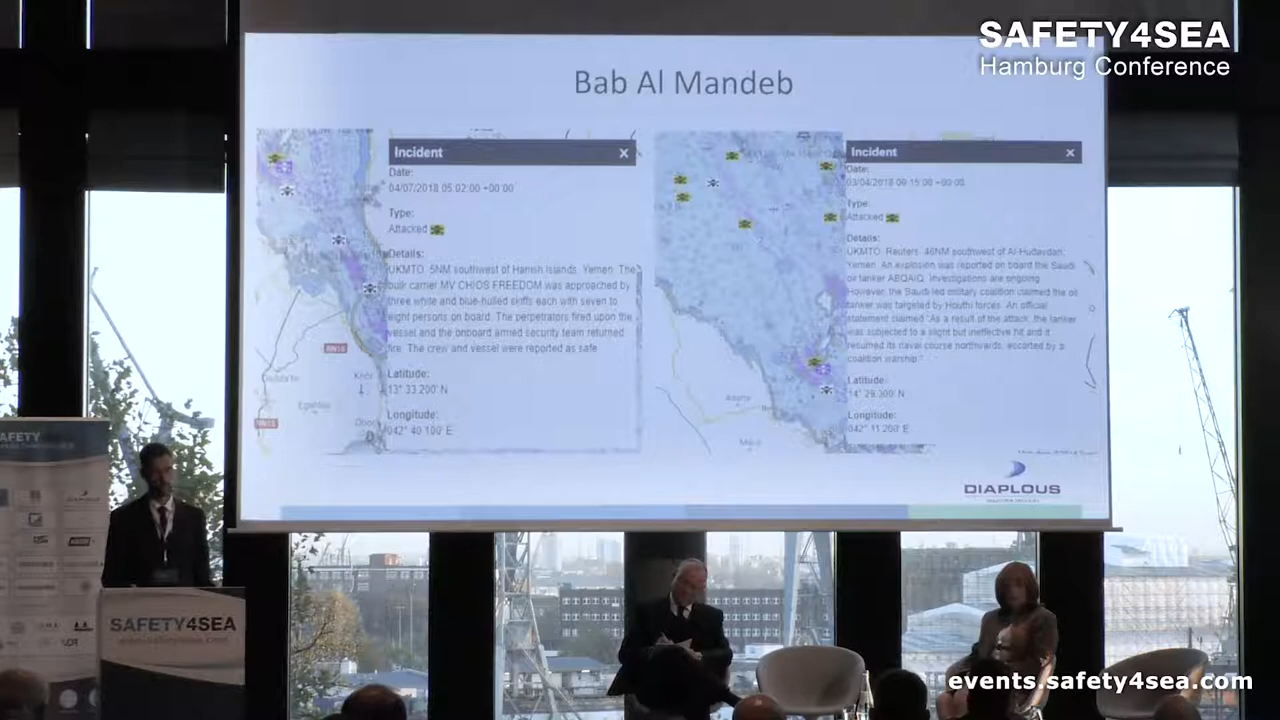 SAFETY4SEA
Hamburg Conference
Bab Al Mandeb
Incident x
Date:
04/07/2018 05:02:00 +00:00
Type:
Attacked
Details:
UKMTO: 5NM southwest of Hanish Islands, Yemen. The
bulk carrier MV CHIOS FREEDOM was approached by
three white and blue-hulled skiffs each with seven to
eight persons on board. The perpetrators fired upon the
vessel and the onboard armed security team returned
fire. The crew and vessel were reported as safe
Latitude:
13° 33.200' N
Longitude:
042° 40.100' E
Incident x
Date:
03/04/2018 09:15:00 +00:00
Type:
Attacked
Details:
UKMTO, Reuters: 46NM southwest of Al-Hudaydah,
Yemen. An explosion was reported on board the Saudi
oil tanker ABQAIQ. Investigations are ongoing.
However, the Saudi-led military coalition claimed the oil
tanker was targeted by Houthi forces. An official
statement claimed "As a result of the attack, the tanker
was subjected to a slight but ineffective hit and it
resumed its naval course northwards, escorted by a
coalition warship."
Latitude:
14° 29.300' N
Longitude:
042° 11.200' E
DIAPLOUS
SAFETY
DIAPLOUS
SAFETY4SEA
www.safety4sea.com
events.safety4sea.com